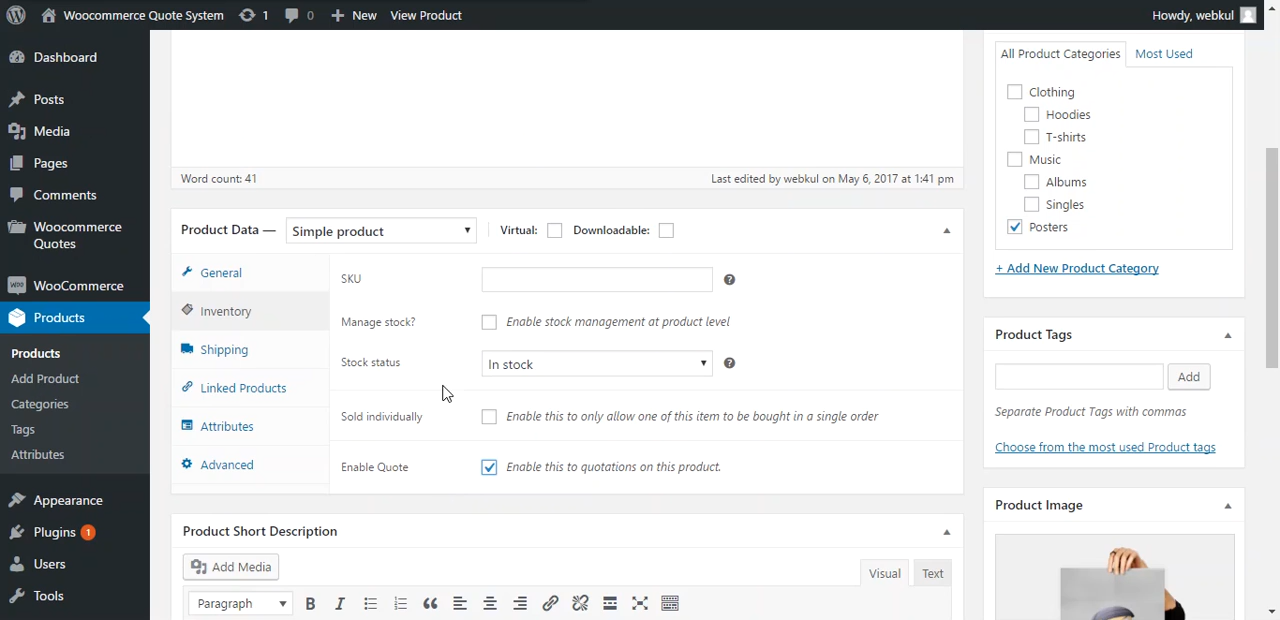 Woocommerce Quote System 1 0 New View Product Howdy, webkul
Dashboard
Posts
Media
Pages
Comments
Woocommerce
Quotes
WooCommerce
Products
Products
Add Product
Categories
Tags
Attributes
Appearance
Plugins 1
Users
Tools
Word count: 41 Last edited by webkul on May 6, 2017 at 1:41 pm
Product Data — Simple product Virtual: Downloadable:
General
Inventory
Shipping
Linked Products
Attributes
Advanced
SKU
Manage stock? Enable stock management at product level
Stock status In stock
Sold individually Enable this to only allow one of this item to be bought in a single order
Enable Quote Enable this to quotations on this product.
Product Short Description
Add Media Visual Text
Paragraph
All Product Categories Most Used
Clothing
Hoodies
T-shirts
Music
Albums
Singles
Posters
+ Add New Product Category
Product Tags
Add
Separate Product Tags with commas
Choose from the most used Product tags
Product Image